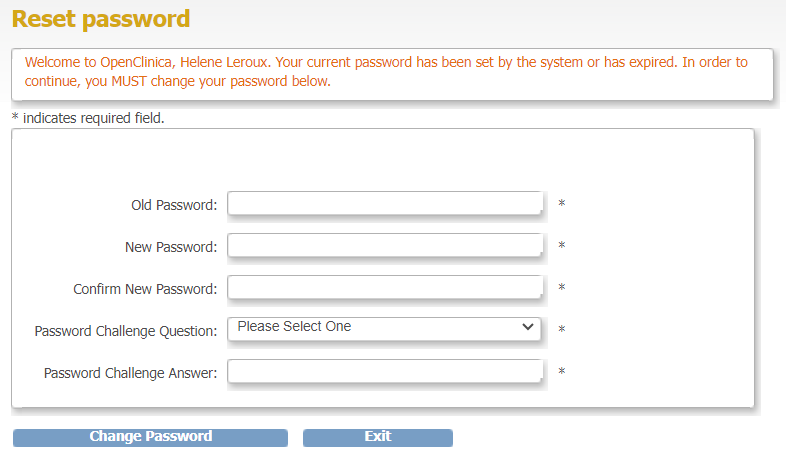 Reset password
Welcome to OpenClinica, Helene Leroux. Your current password has been set by the system or has expired. In order to
continue, you MUST change your password below.
* indicates required field.
Old Password: *
New Password: *
Confirm New Password: *
Password Challenge Question: Please Select One *
Password Challenge Answer: *
Change Password Exit